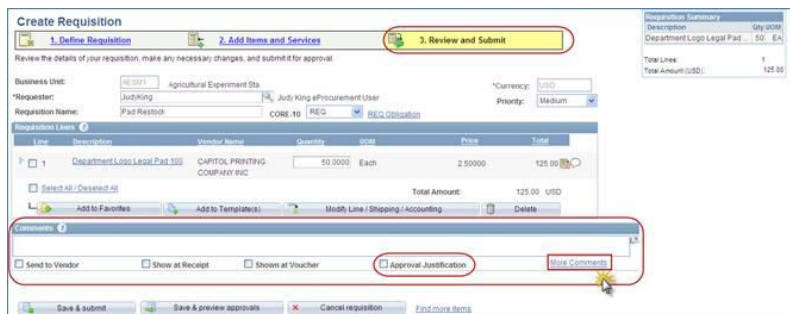 Create Requisition
1. Define Requisition
2. Add Items and Services
3. Review and Submit
Requisition Summary
Description Qty UOM
Department Logo Legal Pad ... 50 EA
Total Lines: 1
Total Amount (USD): 125.00
Review the details of your requisition, make any necessary changes, and submit it for approval.
Business Unit: AESM1 Agricultural Experiment Sta
*Currency: USD
*Requester: JudyKing Judy King eProcurement User
Priority: Medium
Requisition Name: Pad Restock CORE-10 REQ REQ Obligation
Requisition Lines ?
Line Description Vendor Name Quantity UOM Price Total
1 Department Logo Legal Pad 100 CAPITOL PRINTING COMPANY INC 50.0000 Each 2.50000 125.00
Select All / Deselect All
Total Amount: 125.00 USD
Add to Favorites Add to Template(s) Modify Line / Shipping / Accounting Delete
Comments ?
Send to Vendor Show at Receipt Shown at Voucher Approval Justification More Comments
Save & submit Save & preview approvals Cancel requisition Find more items